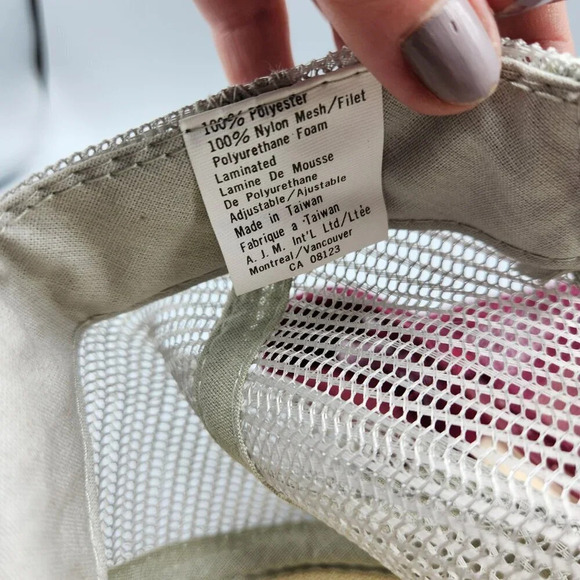 100% Polyester
100% Nylon Mesh/Filet
Polyurethane Foam
Laminated
Lamine De Mousse
De Polyurethane
Adjustable/Ajustable
Made in Taiwan
Fabrique a Taiwan
A. J. M. Int'L Ltd/Ltée
Montreal/Vancouver
CA 08123